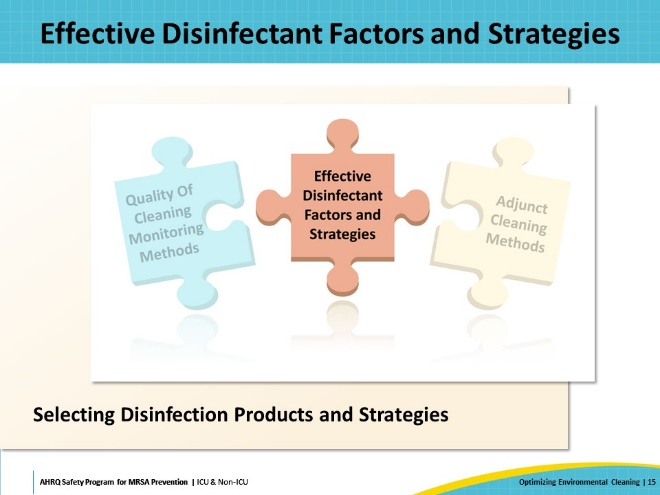 Effective Disinfectant Factors and Strategies
Quality Of
Cleaning
Monitoring
Methods
Effective
Disinfectant
Factors and
Strategies
Adjunct
Cleaning
Methods
Selecting Disinfection Products and Strategies
AHRQ Safety Program for MRSA Prevention | ICU & Non-ICU
Optimizing Environmental Cleaning | 15